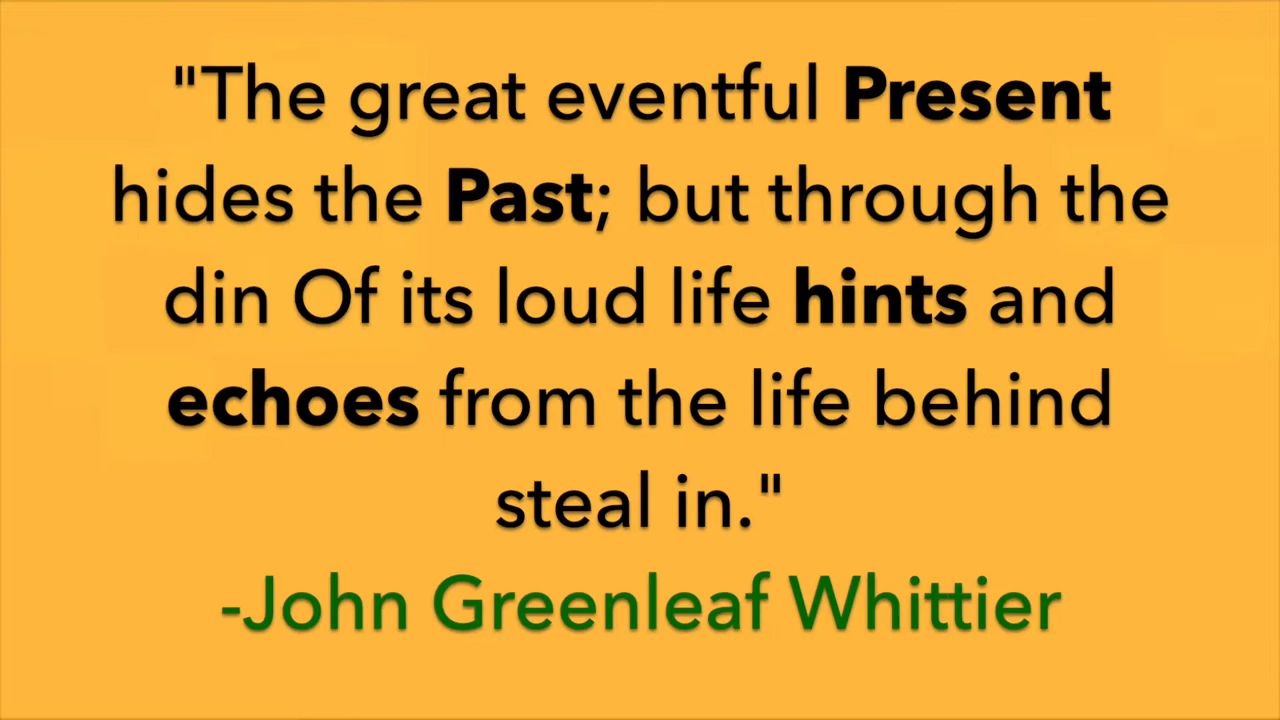 "The great eventful Present
hides the Past; but through the
din Of its loud life hints and
echoes from the life behind
steal in."
-John Greenleaf Whittier